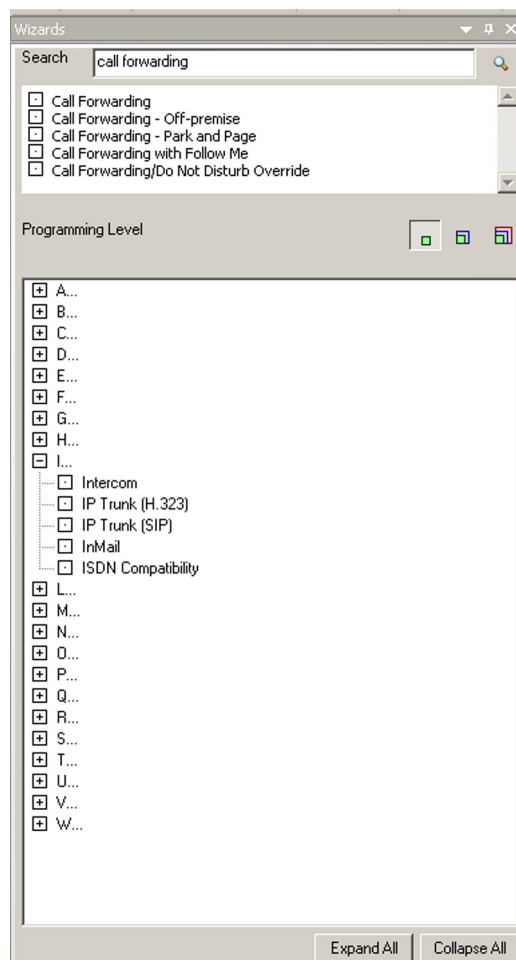 Wizards
Search call forwarding
Call Forwarding
Call Forwarding - Off-premise
Call Forwarding - Park and Page
Call Forwarding with Follow Me
Call Forwarding/Do Not Disturb Override
Programming Level
A...
B...
C...
D...
E...
F...
G...
H...
I...
Intercom
IP Trunk (H.323)
IP Trunk (SIP)
InMail
ISDN Compatibility
L...
M...
N...
O...
P...
Q...
R...
S...
T...
U...
V...
W...
Expand All Collapse All